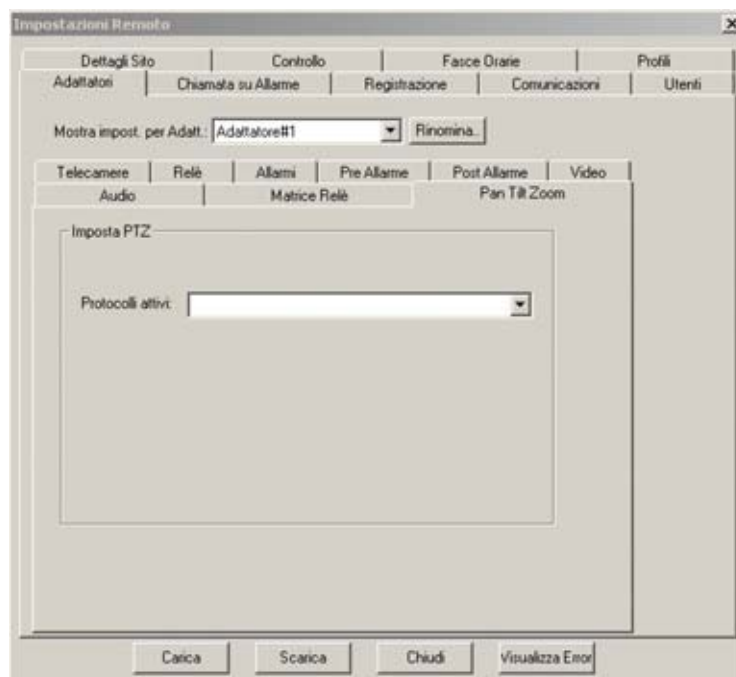 Impostazioni Remoto
Dettagli Sito Controllo Fasce Orarie Profili
Adattatori Chiamata su Allarme Registrazione Comunicazioni Utenti
Mostra impost. per Adatt.: Adattatore#1 Rinomina..
Telecamere Relè Allarmi Pre Allarme Post Allarme Video
Audio Matrice Relè Pan Tilt Zoom
Imposta PTZ
Protocolli attivi:
Carica Scarica Chiudi Visualizza Error